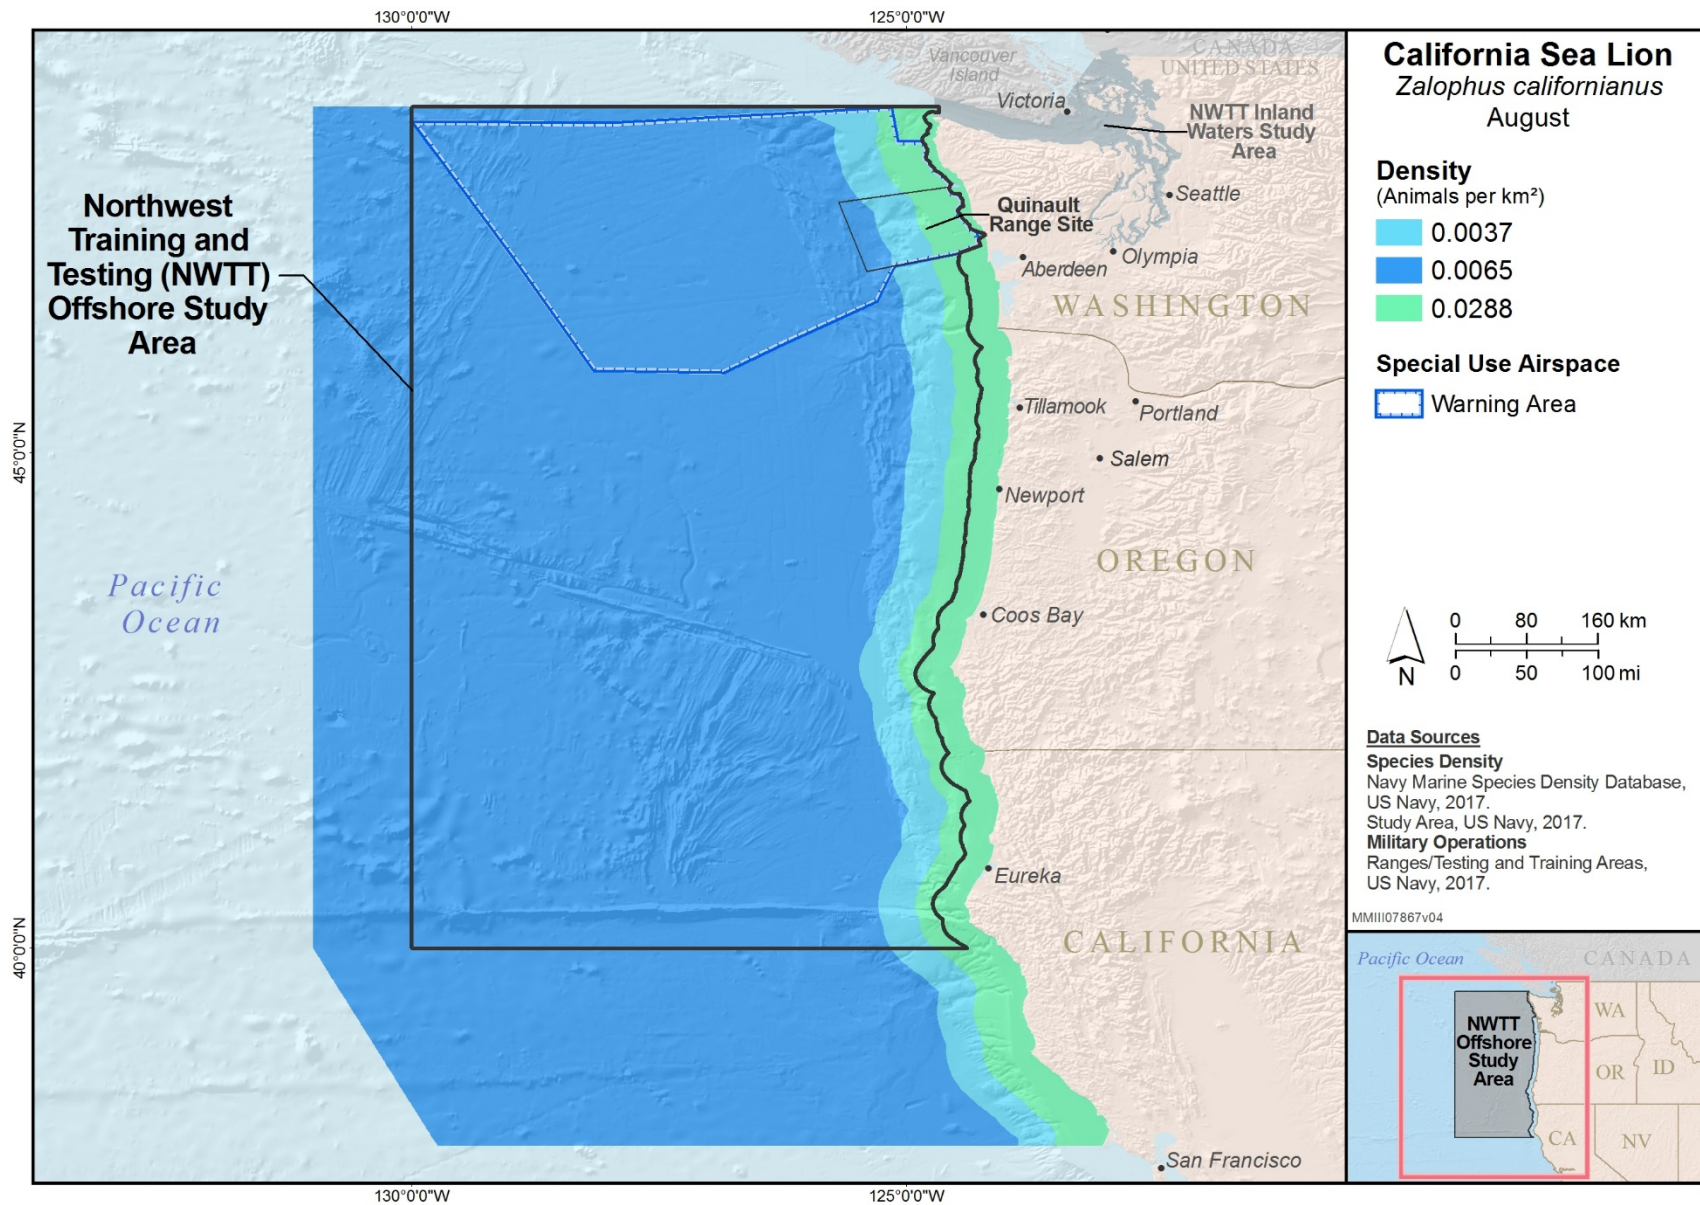 130°0'0"W
125°0'0"W
45°0'0"N
40°0'0"N
130°0'0"W
125°0'0"W
Vancouver
Island
CANADA
UNITED STATES
Victoria
NWTT Inland
Waters Study
Area
Seattle
Northwest
Training and
Testing (NWTT)
Offshore Study
Area
Quinault
Range Site
Olympia
Aberdeen
WASHINGTON
Tillamook
Portland
Salem
Newport
OREGON
Pacific
Ocean
Coos Bay
Eureka
CALIFORNIA
San Francisco
California Sea Lion
Zalophus californianus
August
Density
(Animals per km²)
0.0037
0.0065
0.0288
Special Use Airspace
Warning Area
N
0 80 160 km
0 50 100 mi
Data Sources
Species Density
Navy Marine Species Density Database,
US Navy, 2017.
Study Area, US Navy, 2017.
Military Operations
Ranges/Testing and Training Areas,
US Navy, 2017.
MMIII07867v04
Pacific Ocean
CANADA
NWTT
Offshore
Study
Area
WA
OR
ID
CA
NV